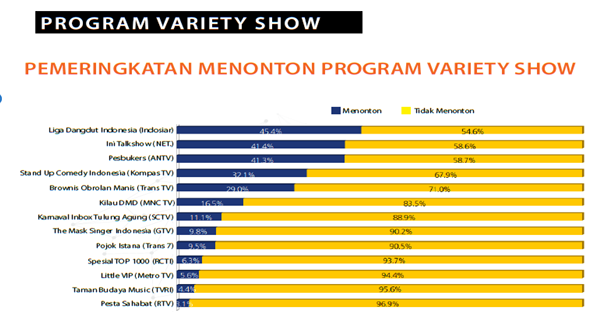 PROGRAM VARIETY SHOW
PEMERINGKATAN MENONTON PROGRAM VARIETY SHOW
Menonton Tidak Menonton
Liga Dangdut Indonesia (Indosiar) 45.4% 54.6%
Ini Talkshow (NET.) 41.4% 58.6%
Pesbukers (ANTV) 41.3% 58.7%
Stand Up Comedy Indonesia (Kompas TV) 32.1% 67.9%
Brownis Obrolan Manis (Trans TV) 29.0% 71.0%
Kilau DMD (MNC TV) 16.5% 83.5%
Karnaval Inbox Tulung Agung (SCTV) 11.1% 88.9%
The Mask Singer Indonesia (GTV) 9.8% 90.2%
Pojok Istana (Trans 7) 9.5% 90.5%
Spesial TOP 1000 (RCTI) 6.3% 93.7%
Little VIP (Metro TV) 5.6% 94.4%
Taman Budaya Music (TVRI) 4.4% 95.6%
Pesta Sahabat (RTV) 3.1% 96.9%